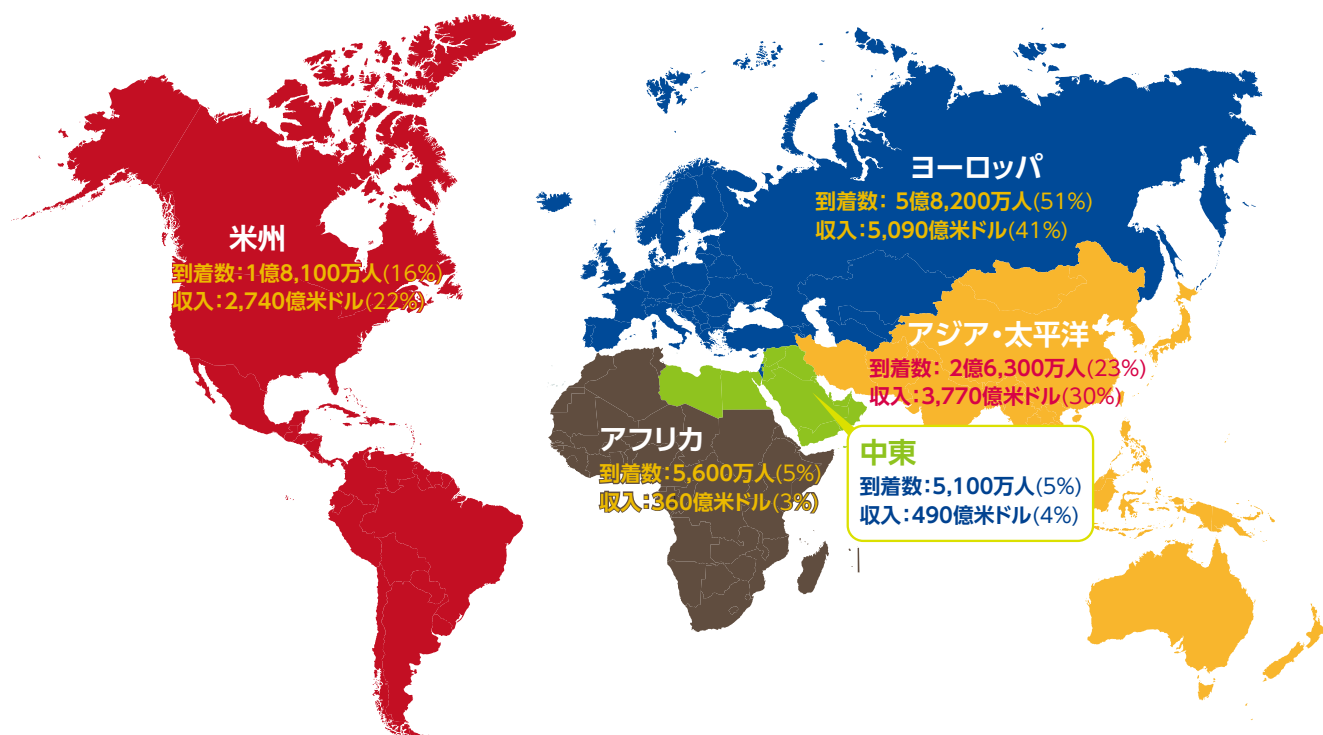 ヨーロッパ
到着数： 5億8,200万人(51%)
収入：5,090億米ドル(41%)
米州
到着数：1億8,100万人(16%)
収入：2,740億米ドル(22%)
アジア・太平洋
到着数： 2億6,300万人(23%)
収入：3,770億米ドル(30%)
アフリカ
到着数：5,600万人(5%)
収入：360億米ドル(3%)
中東
到着数：5,100万人(5%)
収入：490億米ドル(4%)